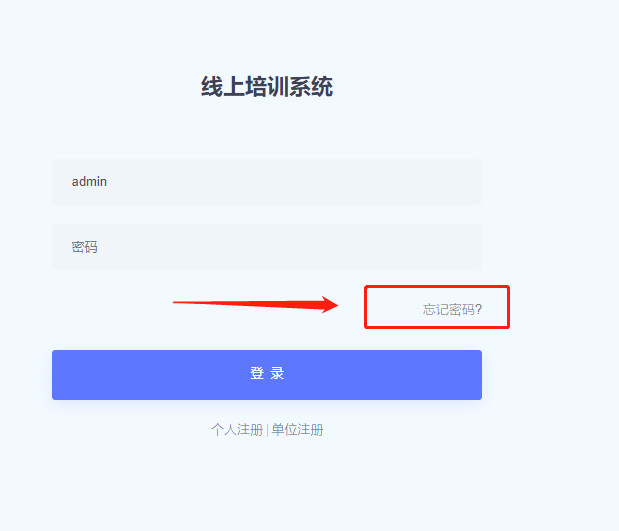 线上培训系统
admin
密码
忘记密码?
登 录
个人注册 | 单位注册